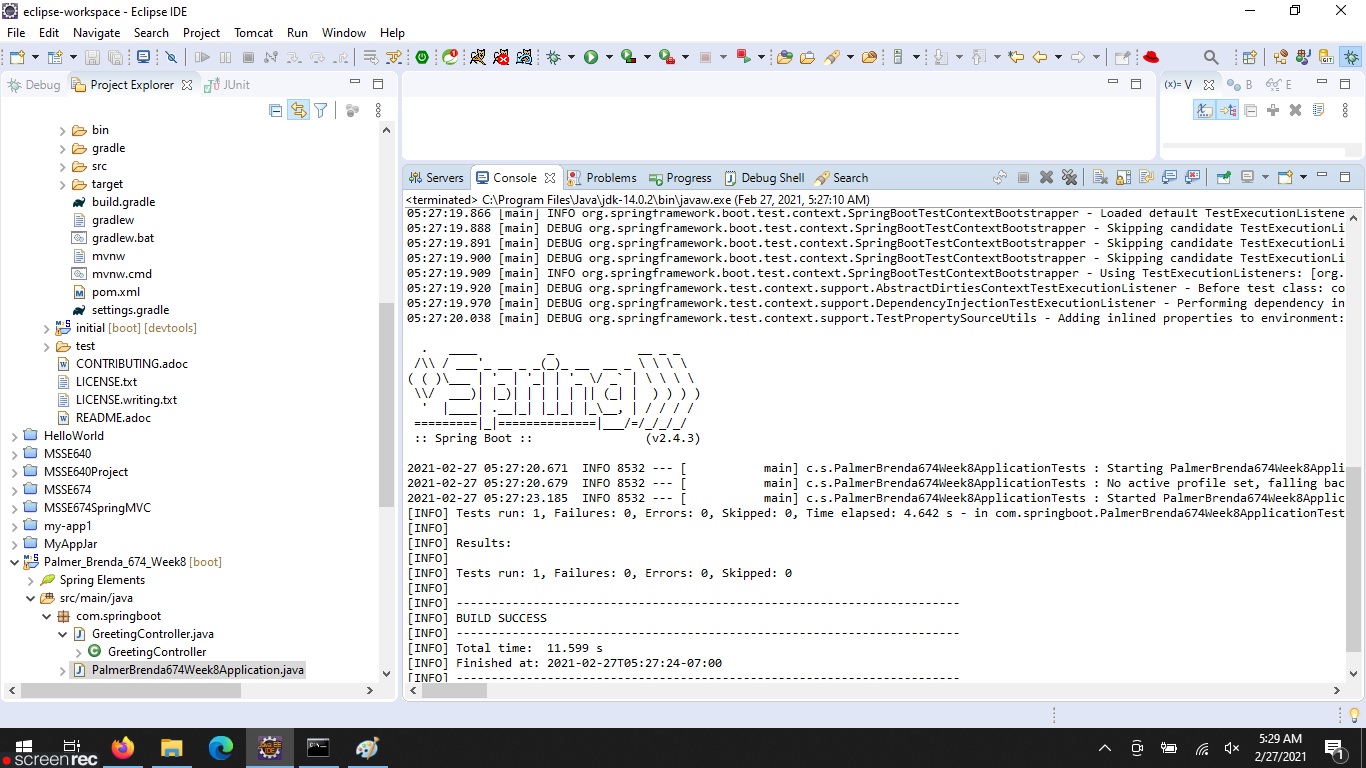 eclipse-workspace - Eclipse IDE
File Edit Navigate Search Project Tomcat Run Window Help
Debug Project Explorer JUnit
(x)= V B E
bin
gradle
src
target
build.gradle
gradlew
gradlew.bat
mvnw
mvnw.cmd
pom.xml
settings.gradle
initial [boot] [devtools]
test
CONTRIBUTING.adoc
LICENSE.txt
LICENSE.writing.txt
README.adoc
HelloWorld
MSSE640
MSSE640Project
MSSE674
MSSE674SpringMVC
my-app1
MyAppJar
Palmer_Brenda_674_Week8 [boot]
Spring Elements
src/main/java
com.springboot
GreetingController.java
GreetingController
PalmerBrenda674Week8Application.java
Servers Console Problems Progress Debug Shell Search
<terminated> C:\Program Files\Java\jdk-14.0.2\bin\javaw.exe (Feb 27, 2021, 5:27:10 AM)
05:27:19.866 [main] INFO org.springframework.boot.test.context.SpringBootTestContextBootstrapper - Loaded default TestExecutionListene
05:27:19.888 [main] DEBUG org.springframework.boot.test.context.SpringBootTestContextBootstrapper - Skipping candidate TestExecutionLi
05:27:19.891 [main] DEBUG org.springframework.boot.test.context.SpringBootTestContextBootstrapper - Skipping candidate TestExecutionLi
05:27:19.900 [main] DEBUG org.springframework.boot.test.context.SpringBootTestContextBootstrapper - Skipping candidate TestExecutionLi
05:27:19.909 [main] INFO org.springframework.boot.test.context.SpringBootTestContextBootstrapper - Using TestExecutionListeners: [org.
05:27:19.920 [main] DEBUG org.springframework.test.context.support.AbstractDirtiesContextTestExecutionListener - Before test class: co
05:27:19.970 [main] DEBUG org.springframework.test.context.support.DependencyInjectionTestExecutionListener - Performing dependency in
05:27:20.038 [main] DEBUG org.springframework.test.context.support.TestPropertySourceUtils - Adding inlined properties to environment:
Spring
:: Spring Boot :: (v2.4.3)
2021-02-27 05:27:20.671 INFO 8532 --- [ main] c.s.PalmerBrenda674Week8ApplicationTests : Starting PalmerBrenda674Week8Appli
2021-02-27 05:27:20.679 INFO 8532 --- [ main] c.s.PalmerBrenda674Week8ApplicationTests : No active profile set, falling bac
2021-02-27 05:27:23.185 INFO 8532 --- [ main] c.s.PalmerBrenda674Week8ApplicationTests : Started PalmerBrenda674Week8Applic
[INFO] Tests run: 1, Failures: 0, Errors: 0, Skipped: 0, Time elapsed: 4.642 s - in com.springboot.PalmerBrenda674Week8ApplicationTest
[INFO]
[INFO] Results:
[INFO]
[INFO] Tests run: 1, Failures: 0, Errors: 0, Skipped: 0
[INFO]
[INFO] ------------------------------------------------------------------------
[INFO] BUILD SUCCESS
[INFO] ------------------------------------------------------------------------
[INFO] Total time: 11.599 s
[INFO] Finished at: 2021-02-27T05:27:24-07:00
[INFO] ------------------------------------------------------------------------
screenrec
5:29 AM
2/27/2021
1